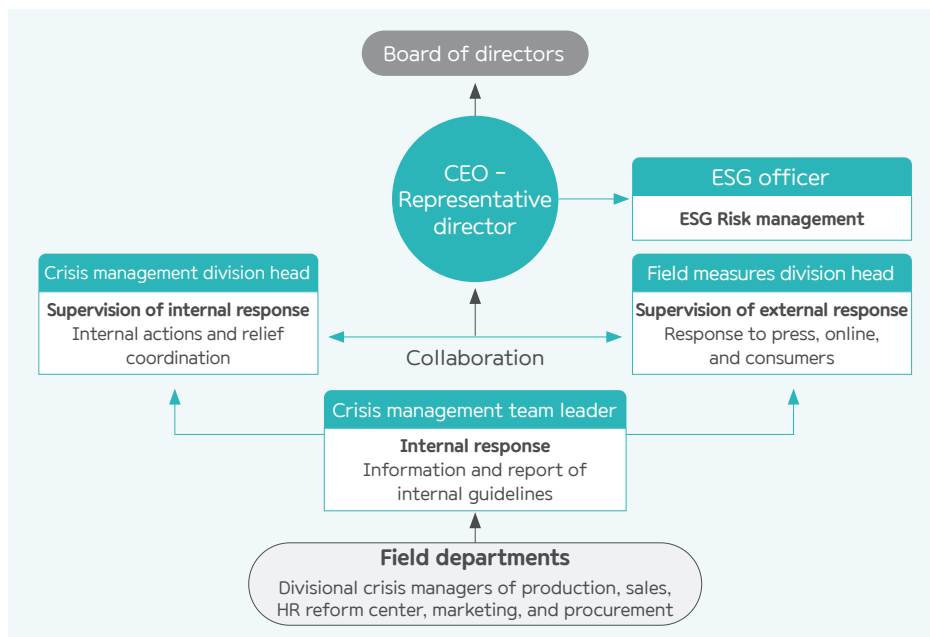 Board of directors
CEO –
Representative
director
ESG officer
ESG Risk management
Crisis management division head
Supervision of internal response
Internal actions and relief
coordination
Field measures division head
Supervision of external response
Response to press, online,
and consumers
Collaboration
Crisis management team leader
Internal response
Information and report of
internal guidelines
Field departments
Divisional crisis managers of production, sales,
HR reform center, marketing, and procurement